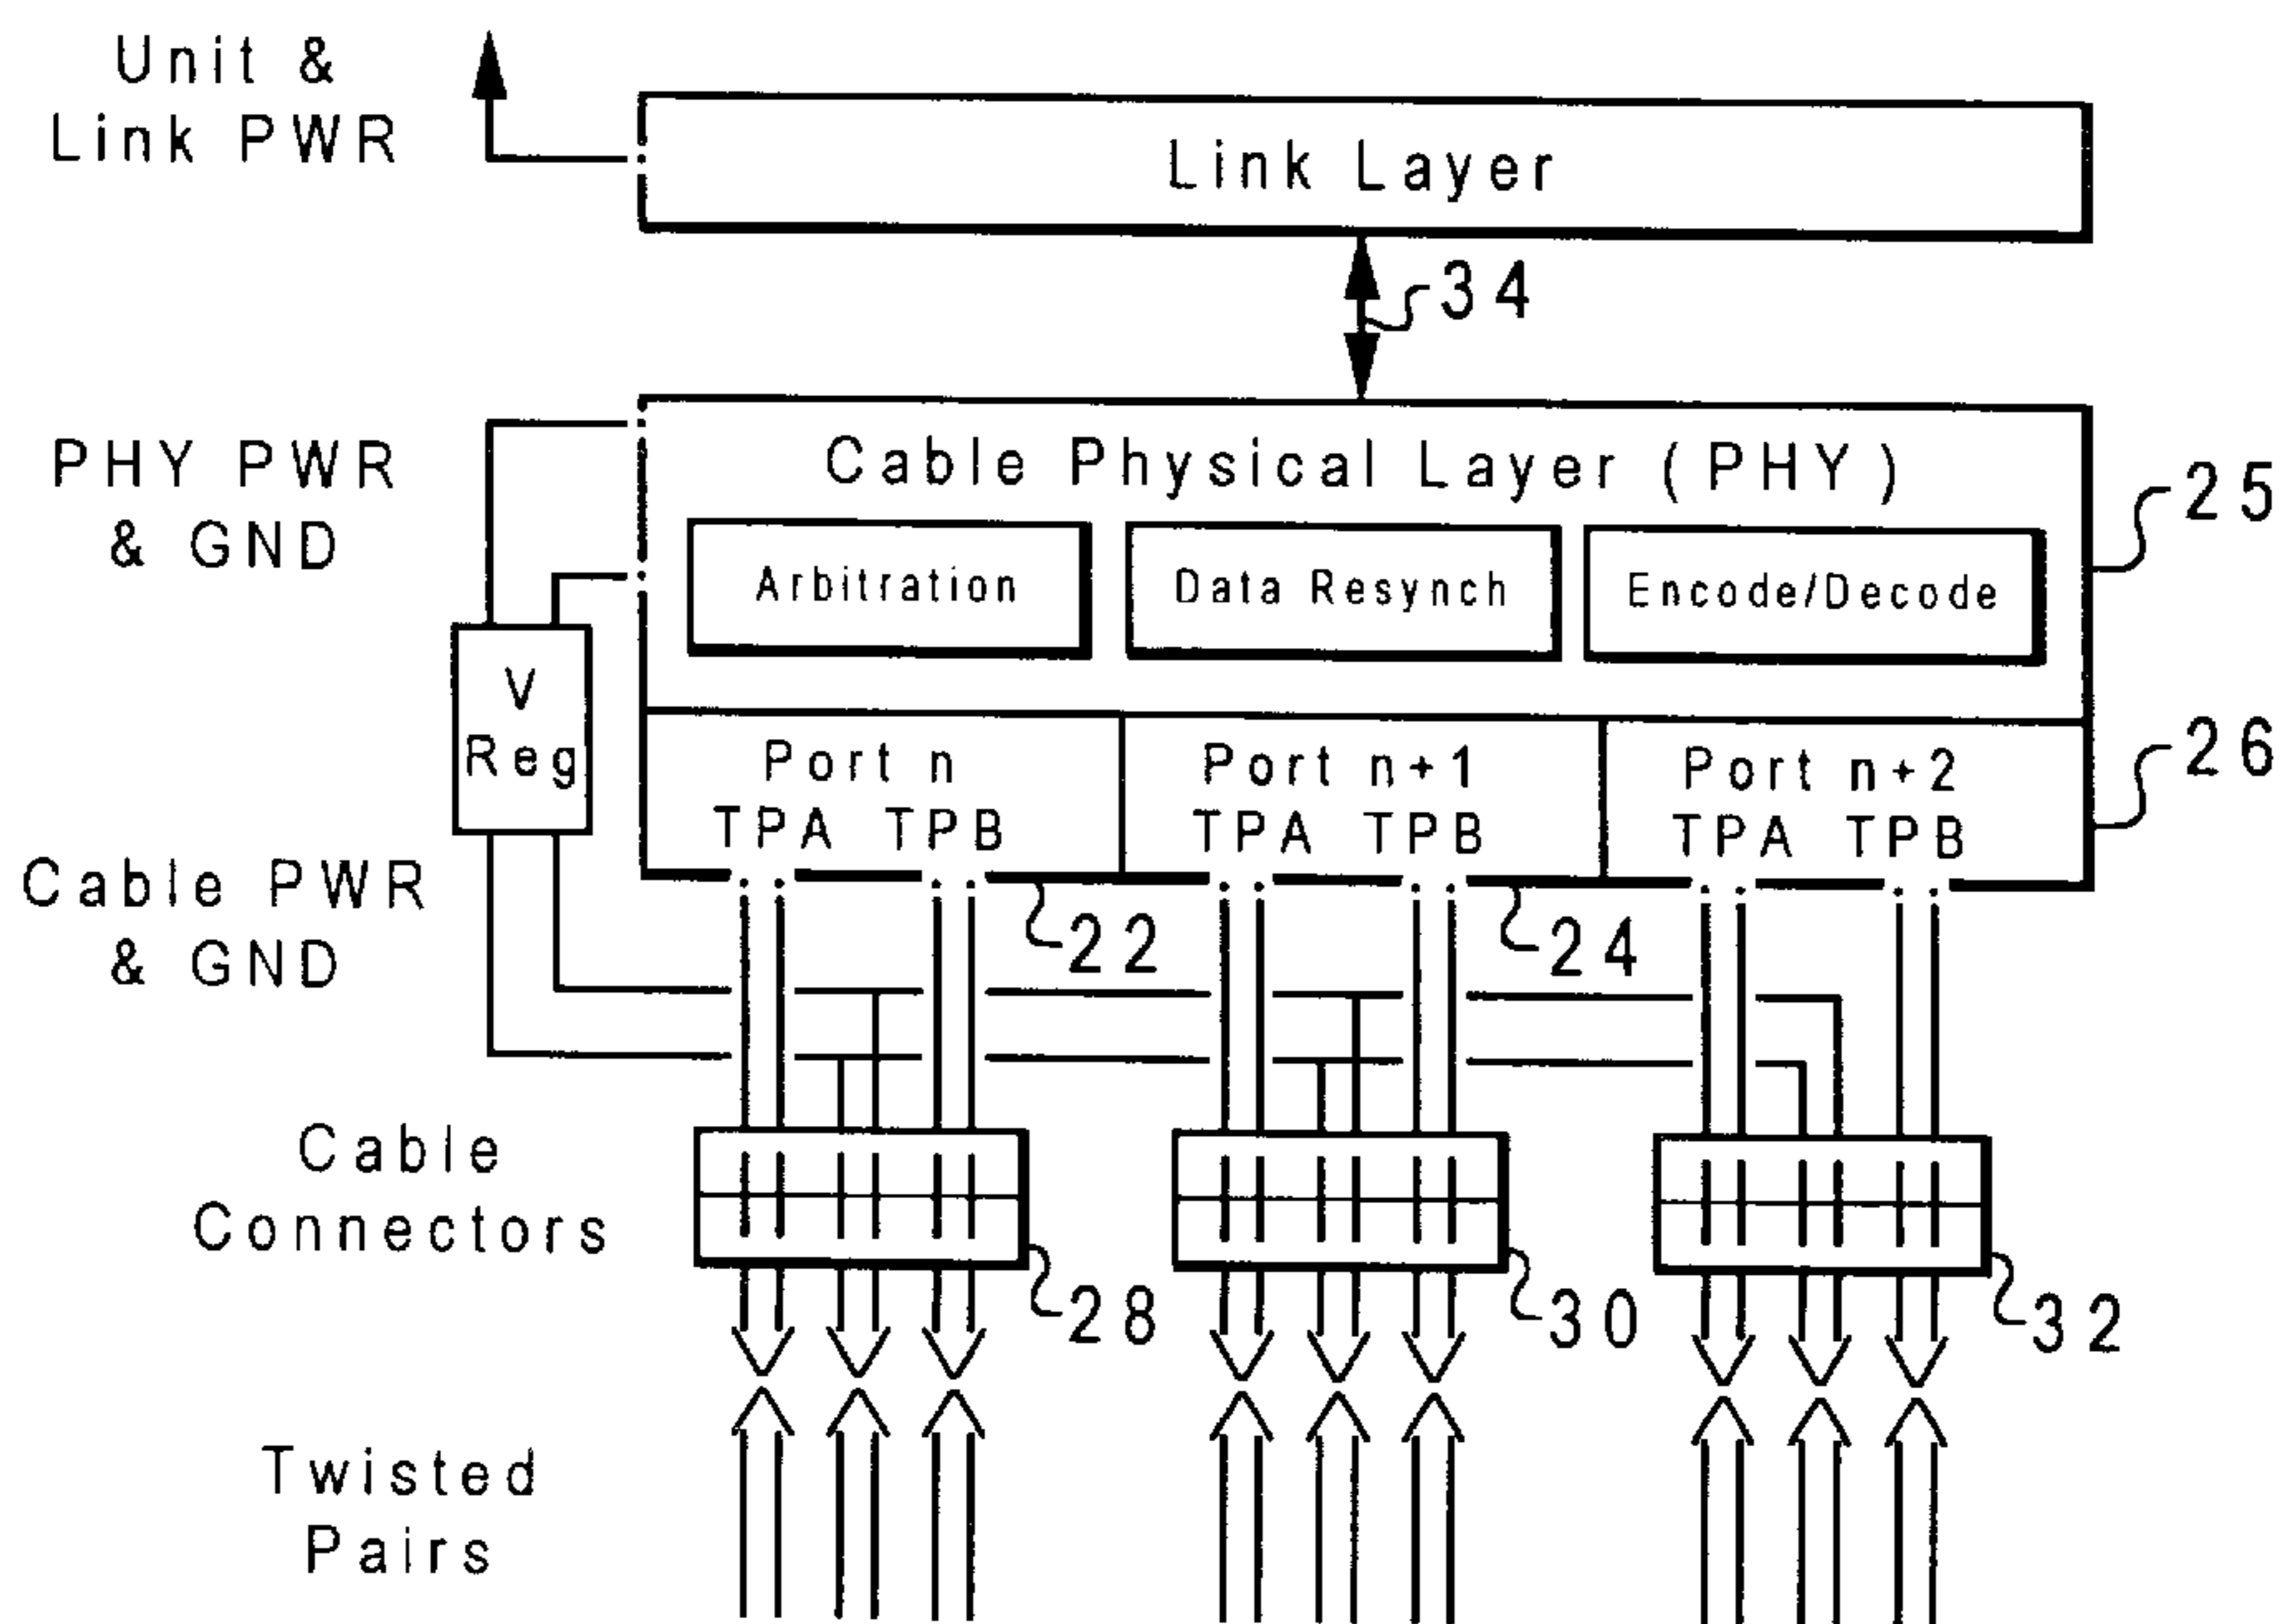 Unit &
Link PWR
Link Layer
34
PHY PWR
& GND
Cable Physical Layer (PHY)
25
Arbitration
Data Resynch
Encode/Decode
V
Reg
Port n
Port n+1
Port n+2
26
TPA TPB
TPA TPB
TPA TPB
Cable PWR
& GND
22
24
Cable
Connectors
28
30
32
Twisted
Pairs